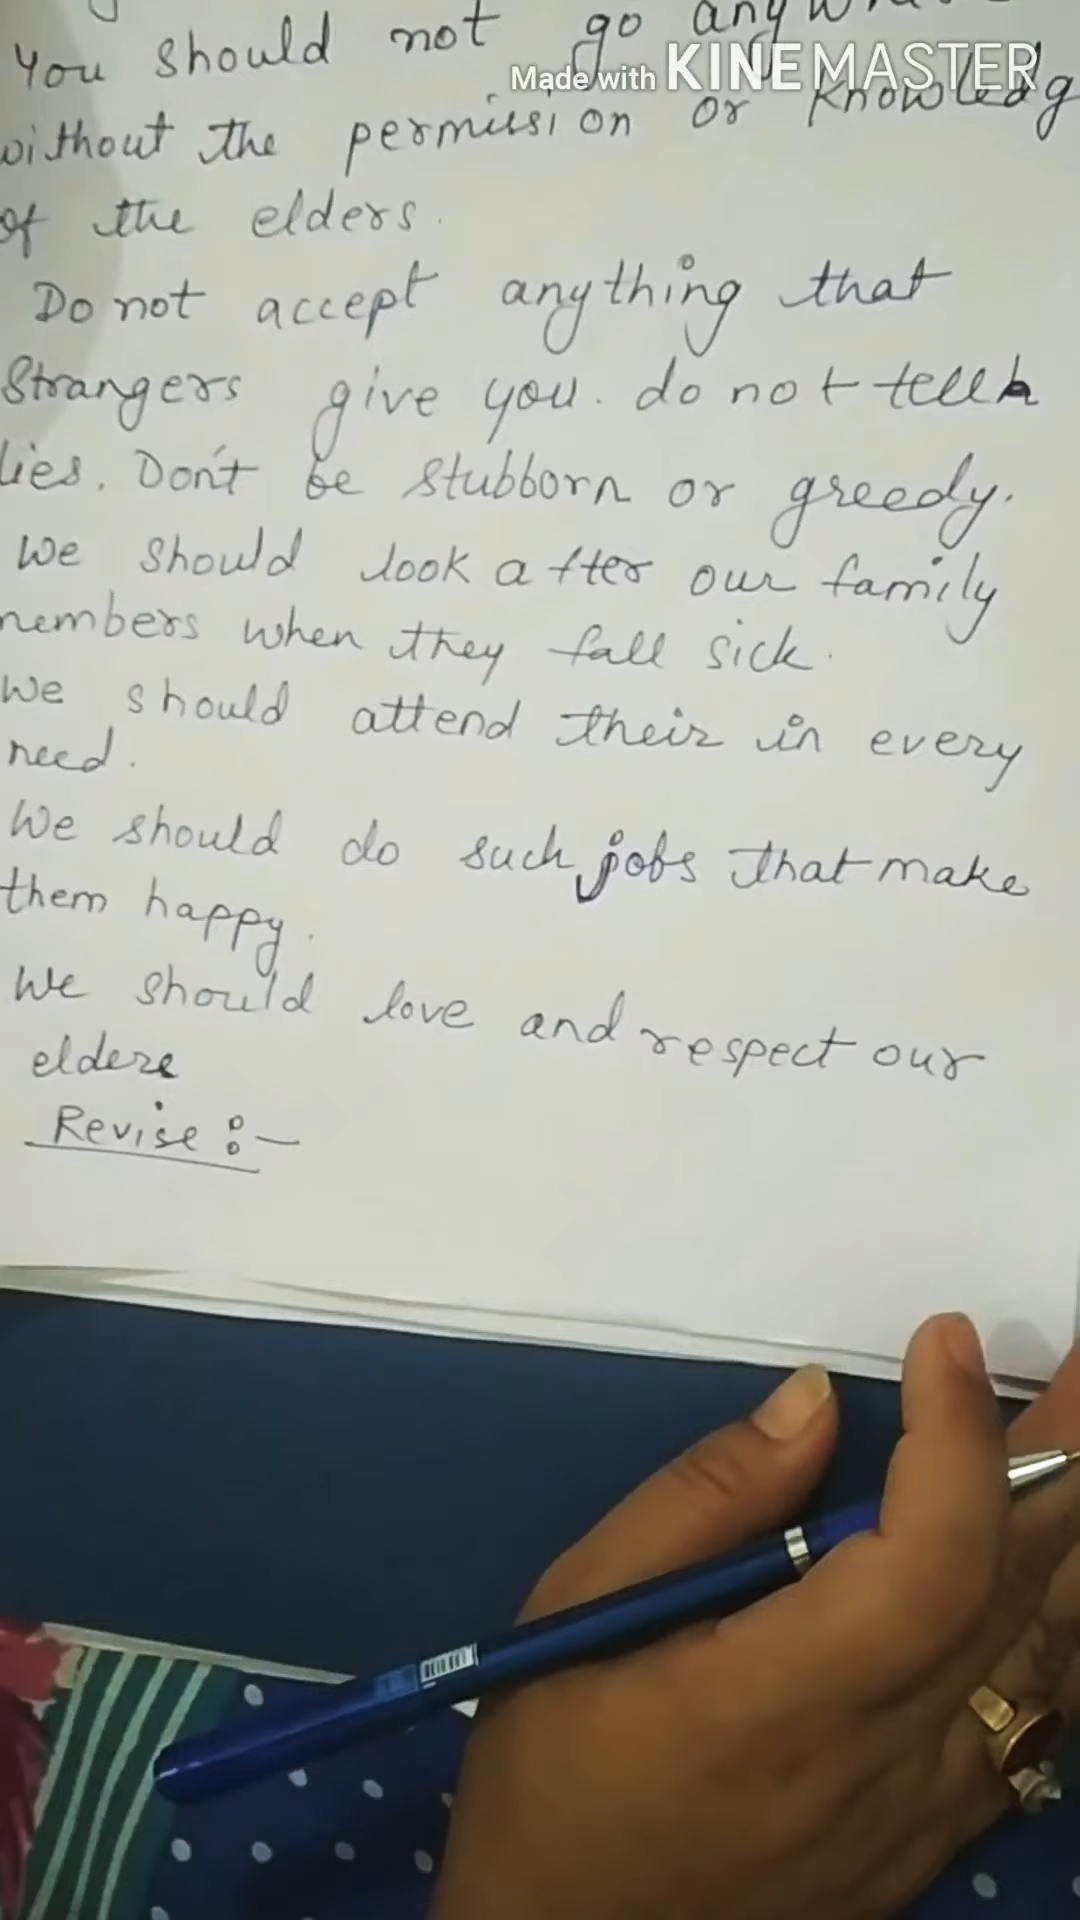 You should not go
Made with KINEMASTER
without the permission or knowledg
of the elders.
Do not accept anything that
Strangers give you. do not tell
lies. Don't be stubborn or greedy.
We should look after our family
members when they fall sick.
We should attend their in every
need.
We should do such jobs that make
them happy.
We should love and respect our
eldere
Revise :-